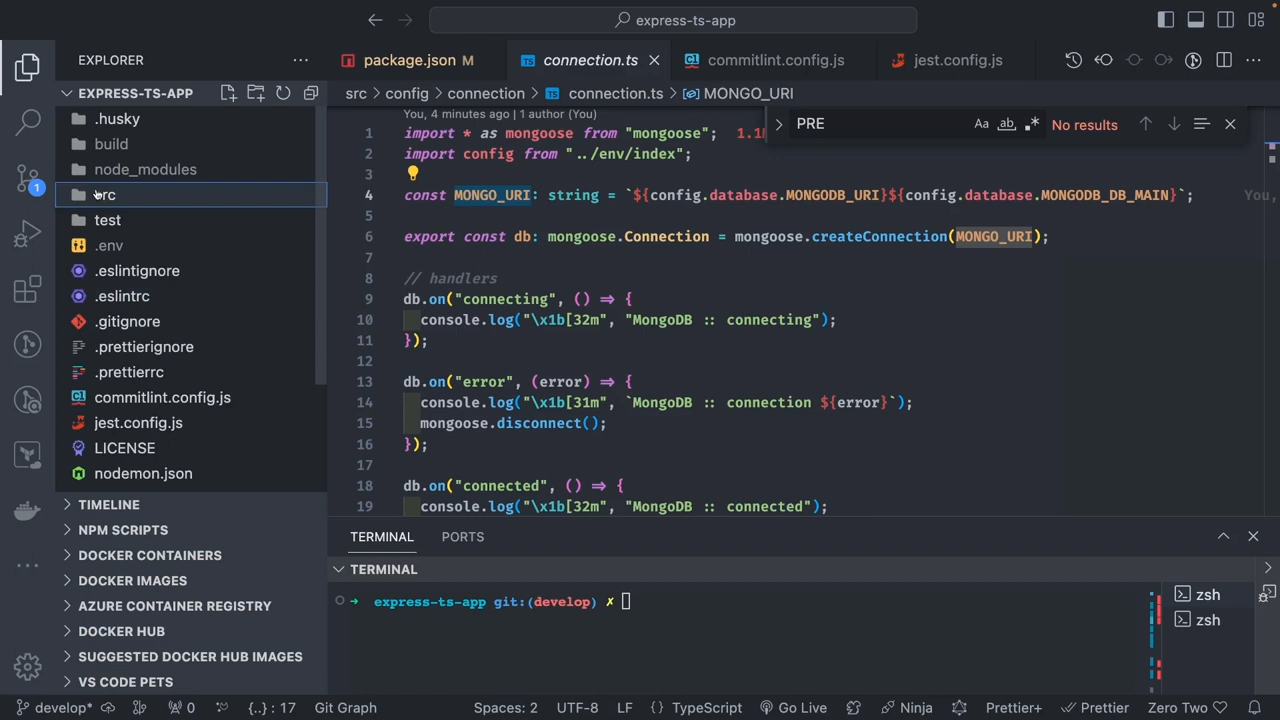 express-ts-app
EXPLORER
package.json M
connection.ts
commitlint.config.js
jest.config.js
EXPRESS-TS-APP
src > config > connection > connection.ts > MONGO_URI
PRE
Aa ab .*
No results
.husky
build
node_modules
src
test
.env
.eslintignore
.eslintrc
.gitignore
.prettierignore
.prettierrc
commitlint.config.js
jest.config.js
LICENSE
nodemon.json
TIMELINE
NPM SCRIPTS
DOCKER CONTAINERS
DOCKER IMAGES
AZURE CONTAINER REGISTRY
DOCKER HUB
SUGGESTED DOCKER HUB IMAGES
VS CODE PETS
1
You, 4 minutes ago | 1 author (You)
1 import * as mongoose from "mongoose";
2 import config from "../env/index";
3
4 const MONGO_URI: string = `${config.database.MONGODB_URI}${config.database.MONGODB_DB_MAIN}`; You,
5
6 export const db: mongoose.Connection = mongoose.createConnection(MONGO_URI);
7
8 // handlers
9 db.on("connecting", () => {
10 console.log("\x1b[32m", "MongoDB :: connecting");
11 });
12
13 db.on("error", (error) => {
14 console.log("\x1b[31m", `MongoDB :: connection ${error}`);
15 mongoose.disconnect();
16 });
17
18 db.on("connected", () => {
19 console.log("\x1b[32m", "MongoDB :: connected");
TERMINAL PORTS
TERMINAL
→ express-ts-app git:(develop) ✗
zsh
zsh
develop* 0 {..} : 17 Git Graph Spaces: 2 UTF-8 LF {} TypeScript Go Live Ninja Prettier+ Prettier Zero Two